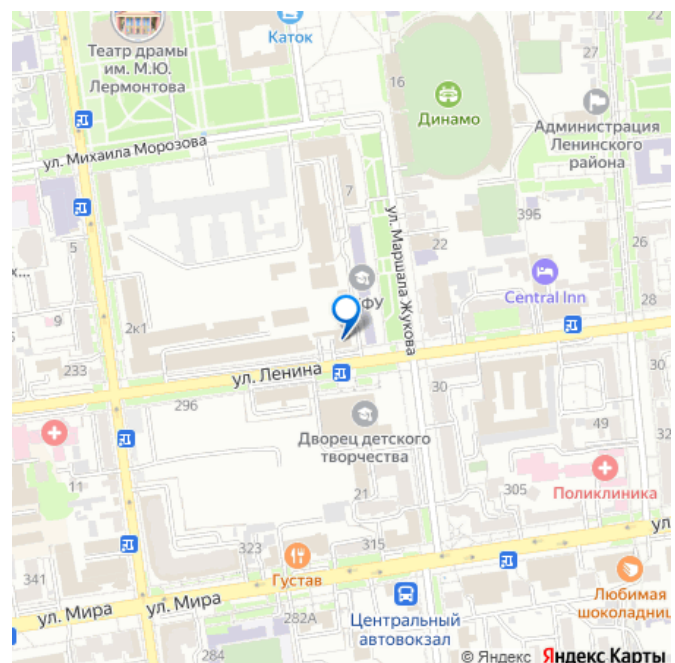 22
Театр драмы
им. М.Ю.
Лермонтова
Каток
27
16
Динамо
Администрация
Ленинского
района
ул. Михаила Морозова
7
ул. Маршала Жукова
39Б
5
22
26
х...
ФУ
Central Inn
28
9
2к1
233
ул. Ленина
30
30
296
49
Дворец детского
творчества
32
11
21
305
Поликлиника
ул
323
315
341
Густав
Любимая
шоколадниц
ул. Мира
ул. Мира
282А
Центральный
автовокзал
284
© Яндекс Яндекс Карты